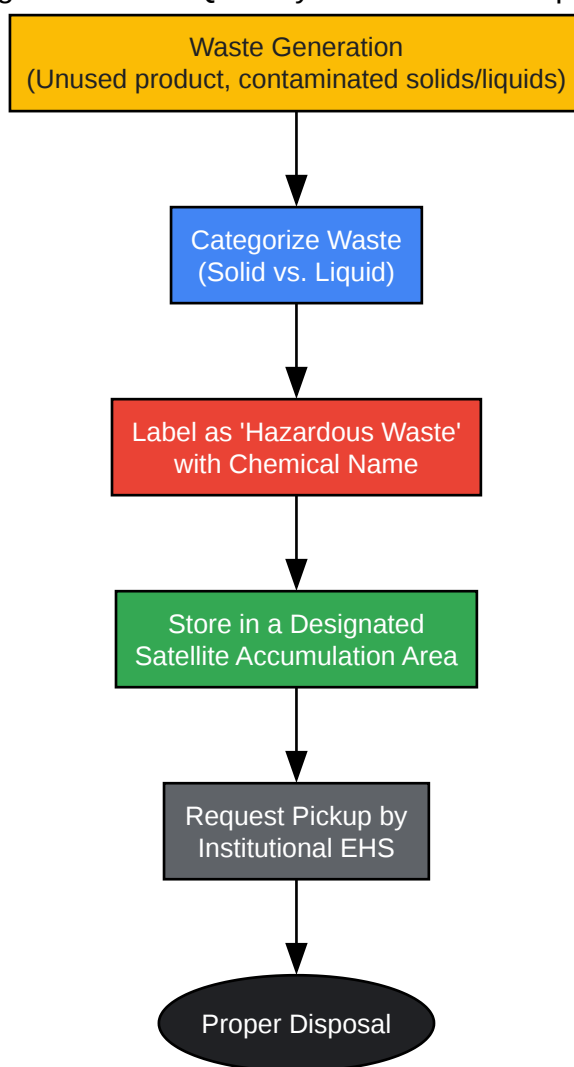 Waste Generation
(Unused product, contaminated solids/liquids)
Categorize Waste
(Solid vs. Liquid)
Label as 'Hazardous Waste'
with Chemical Name
Store in a Designated
Satellite Accumulation Area
Request Pickup by
Institutional EHS
Proper Disposal